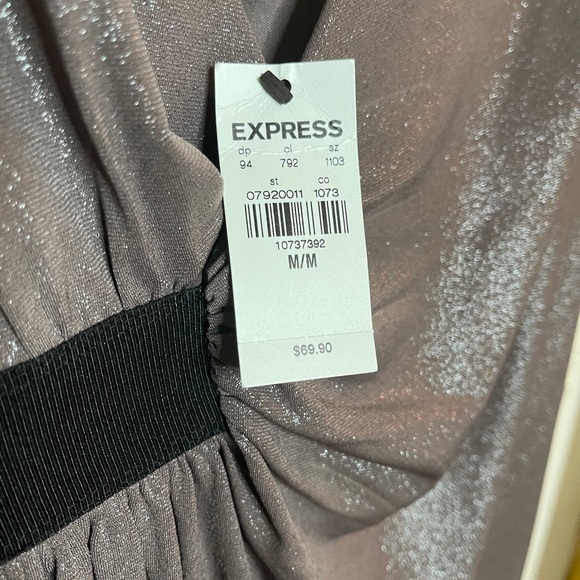 EXPRESS
dp cl sz
94 792 1103
st co
07920011 1073
10737392
M/M
$69.90